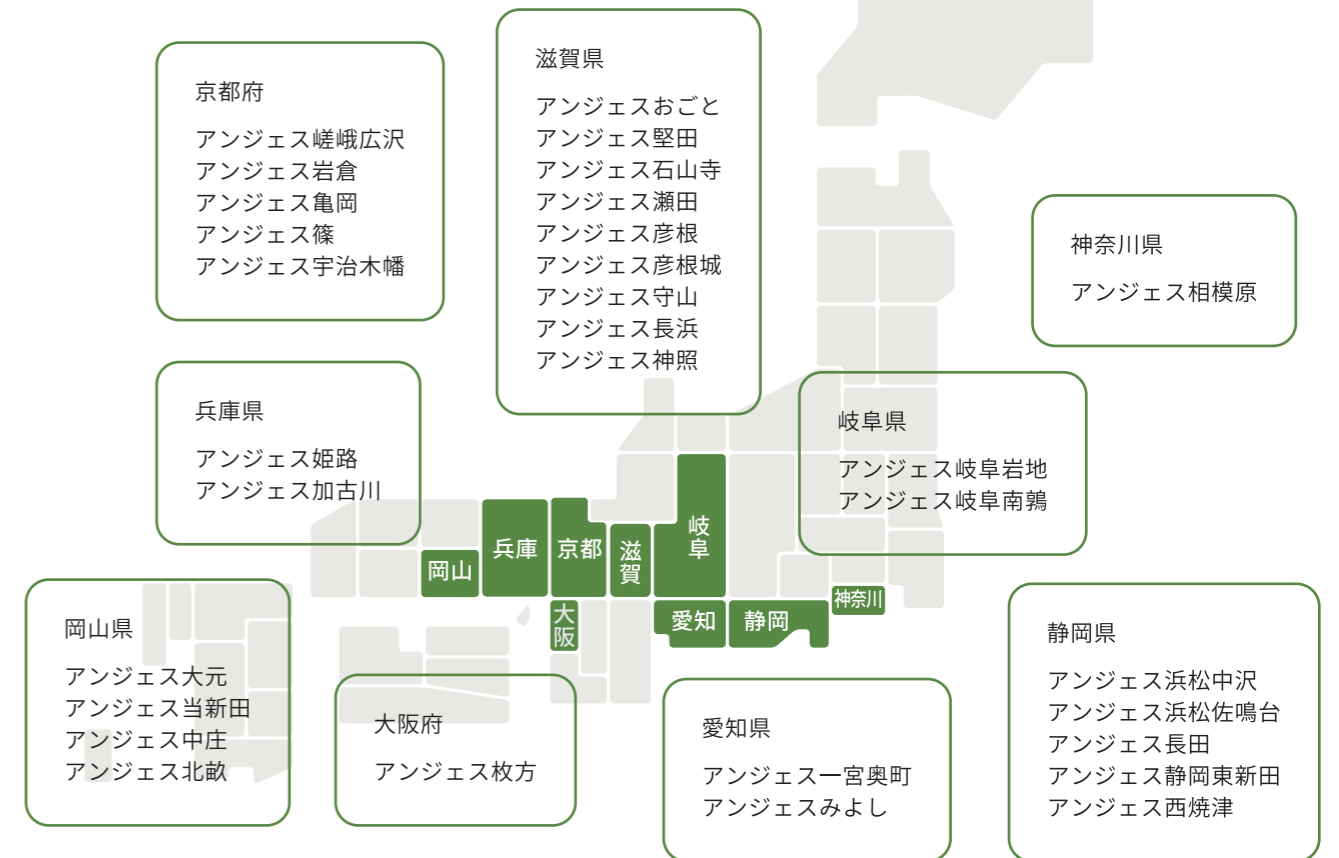 京都府
アンジェス嵯峨広沢
アンジェス岩倉
アンジェス亀岡
アンジェス篠
アンジェス宇治木幡
滋賀県
アンジェスおごと
アンジェス堅田
アンジェス石山寺
アンジェス瀬田
アンジェス彦根
アンジェス彦根城
アンジェス守山
アンジェス長浜
アンジェス神照
神奈川県
アンジェス相模原
兵庫県
アンジェス姫路
アンジェス加古川
岐阜県
アンジェス岐阜岩地
アンジェス岐阜南鶉
岡山
兵庫
京都
滋賀
岐阜
大阪
愛知
静岡
神奈川
岡山県
アンジェス大元
アンジェス当新田
アンジェス中庄
アンジェス北畝
大阪府
アンジェス枚方
愛知県
アンジェス一宮奥町
アンジェスみよし
静岡県
アンジェス浜松中沢
アンジェス浜松佐鳴台
アンジェス長田
アンジェス静岡東新田
アンジェス西焼津